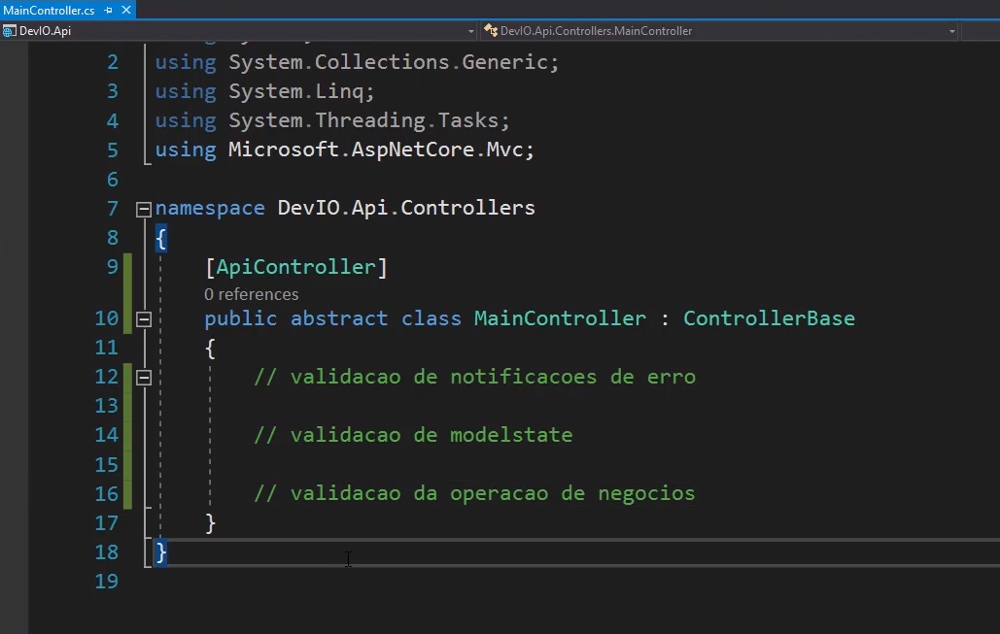 MainController.cs
DevIO.Api
DevIO.Api.Controllers.MainController
2 using System.Collections.Generic;
3 using System.Linq;
4 using System.Threading.Tasks;
5 using Microsoft.AspNetCore.Mvc;
6
7 namespace DevIO.Api.Controllers
8 {
9 [ApiController]
0 references
10 public abstract class MainController : ControllerBase
11 {
12 // validacao de notificacoes de erro
13
14 // validacao de modelstate
15
16 // validacao da operacao de negocios
17 }
18 }
19